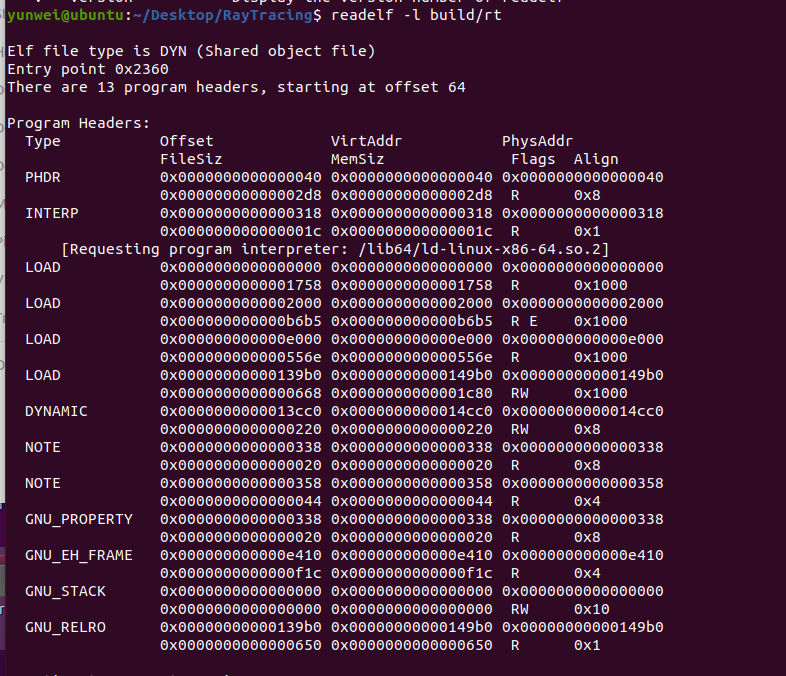 yunwei@ubuntu:~/Desktop/RayTracing$ readelf -l build/rt
Elf file type is DYN (Shared object file)
Entry point 0x2360
There are 13 program headers, starting at offset 64
Program Headers:
  Type           Offset             VirtAddr           PhysAddr
                 FileSiz            MemSiz              Flags  Align
  PHDR           0x0000000000000040 0x0000000000000040 0x0000000000000040
                 0x00000000000002d8 0x00000000000002d8  R      0x8
  INTERP         0x0000000000000318 0x0000000000000318 0x0000000000000318
                 0x000000000000001c 0x000000000000001c  R      0x1
      [Requesting program interpreter: /lib64/ld-linux-x86-64.so.2]
  LOAD           0x0000000000000000 0x0000000000000000 0x0000000000000000
                 0x0000000000001758 0x0000000000001758  R      0x1000
  LOAD           0x0000000000002000 0x0000000000002000 0x0000000000002000
                 0x000000000000b6b5 0x000000000000b6b5  R E    0x1000
  LOAD           0x000000000000e000 0x000000000000e000 0x000000000000e000
                 0x000000000000556e 0x000000000000556e  R      0x1000
  LOAD           0x00000000000139b0 0x00000000000149b0 0x00000000000149b0
                 0x0000000000000668 0x0000000000001c80  RW     0x1000
  DYNAMIC        0x0000000000013cc0 0x0000000000014cc0 0x0000000000014cc0
                 0x0000000000000220 0x0000000000000220  RW     0x8
  NOTE           0x0000000000000338 0x0000000000000338 0x0000000000000338
                 0x0000000000000020 0x0000000000000020  R      0x8
  NOTE           0x0000000000000358 0x0000000000000358 0x0000000000000358
                 0x0000000000000044 0x0000000000000044  R      0x4
  GNU_PROPERTY   0x0000000000000338 0x0000000000000338 0x0000000000000338
                 0x0000000000000020 0x0000000000000020  R      0x8
  GNU_EH_FRAME   0x000000000000e410 0x000000000000e410 0x000000000000e410
                 0x0000000000000f1c 0x0000000000000f1c  R      0x4
  GNU_STACK      0x0000000000000000 0x0000000000000000 0x0000000000000000
                 0x0000000000000000 0x0000000000000000  RW     0x10
  GNU_RELRO      0x00000000000139b0 0x00000000000149b0 0x00000000000149b0
                 0x0000000000000650 0x0000000000000650  R      0x1